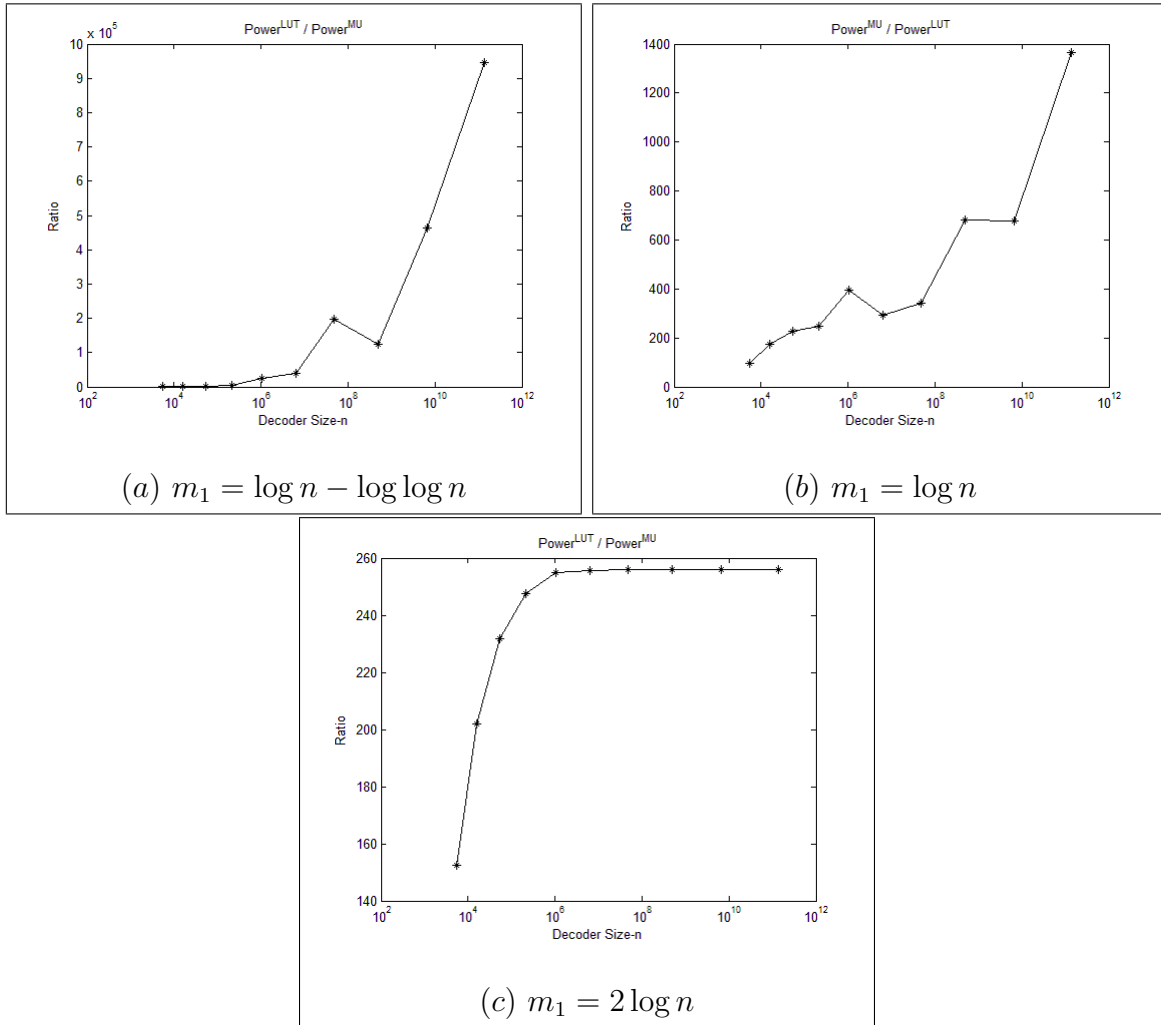 Power^LUT / Power^MU
x 10^5
10
9
8
7
6
5
4
3
2
1
0
Ratio
10^2 10^4 10^6 10^8 10^10 10^12
Decoder Size-n
(a) m_1 = log n − log log n
Power^MU / Power^LUT
1400
1200
1000
800
600
400
200
0
Ratio
10^2 10^4 10^6 10^8 10^10 10^12
Decoder Size-n
(b) m_1 = log n
Power^LUT / Power^MU
260
240
220
200
180
160
140
Ratio
10^2 10^4 10^6 10^8 10^10 10^12
Decoder Size-n
(c) m_1 = 2 log n